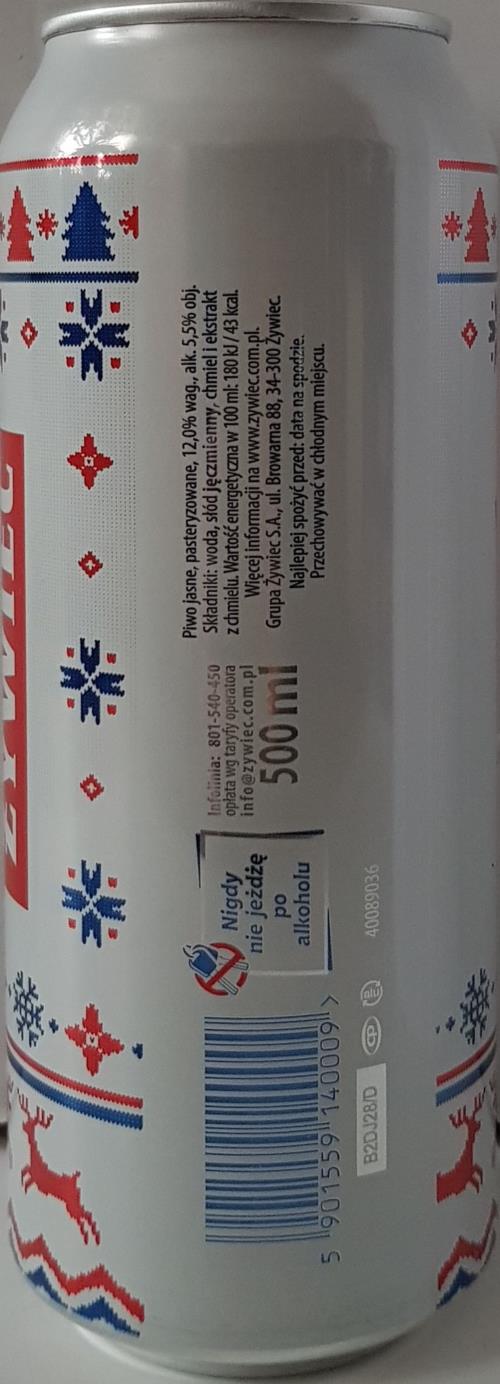 Piwo jasne, pasteryzowane, 12,0% wag., alk. 5,5% obj.
Składniki: woda, słód jęczmienny, chmiel i ekstrakt
z chmielu. Wartość energetyczna w 100 ml: 180 kJ / 43 kcal.
Więcej informacji na www.zywiec.com.pl.
Grupa Żywiec S.A., ul. Browarna 88, 34-300 Żywiec.
Najlepiej spożyć przed: data na spodzie.
Przechowywać w chłodnym miejscu.
Infolinia: 801-540-450
opłata wg taryfy operatora
info@zywiec.com.pl
500 ml
Nigdy
nie jeżdżę
po
alkoholu
5 901559 140009 >
B2DJ28/D
40089036